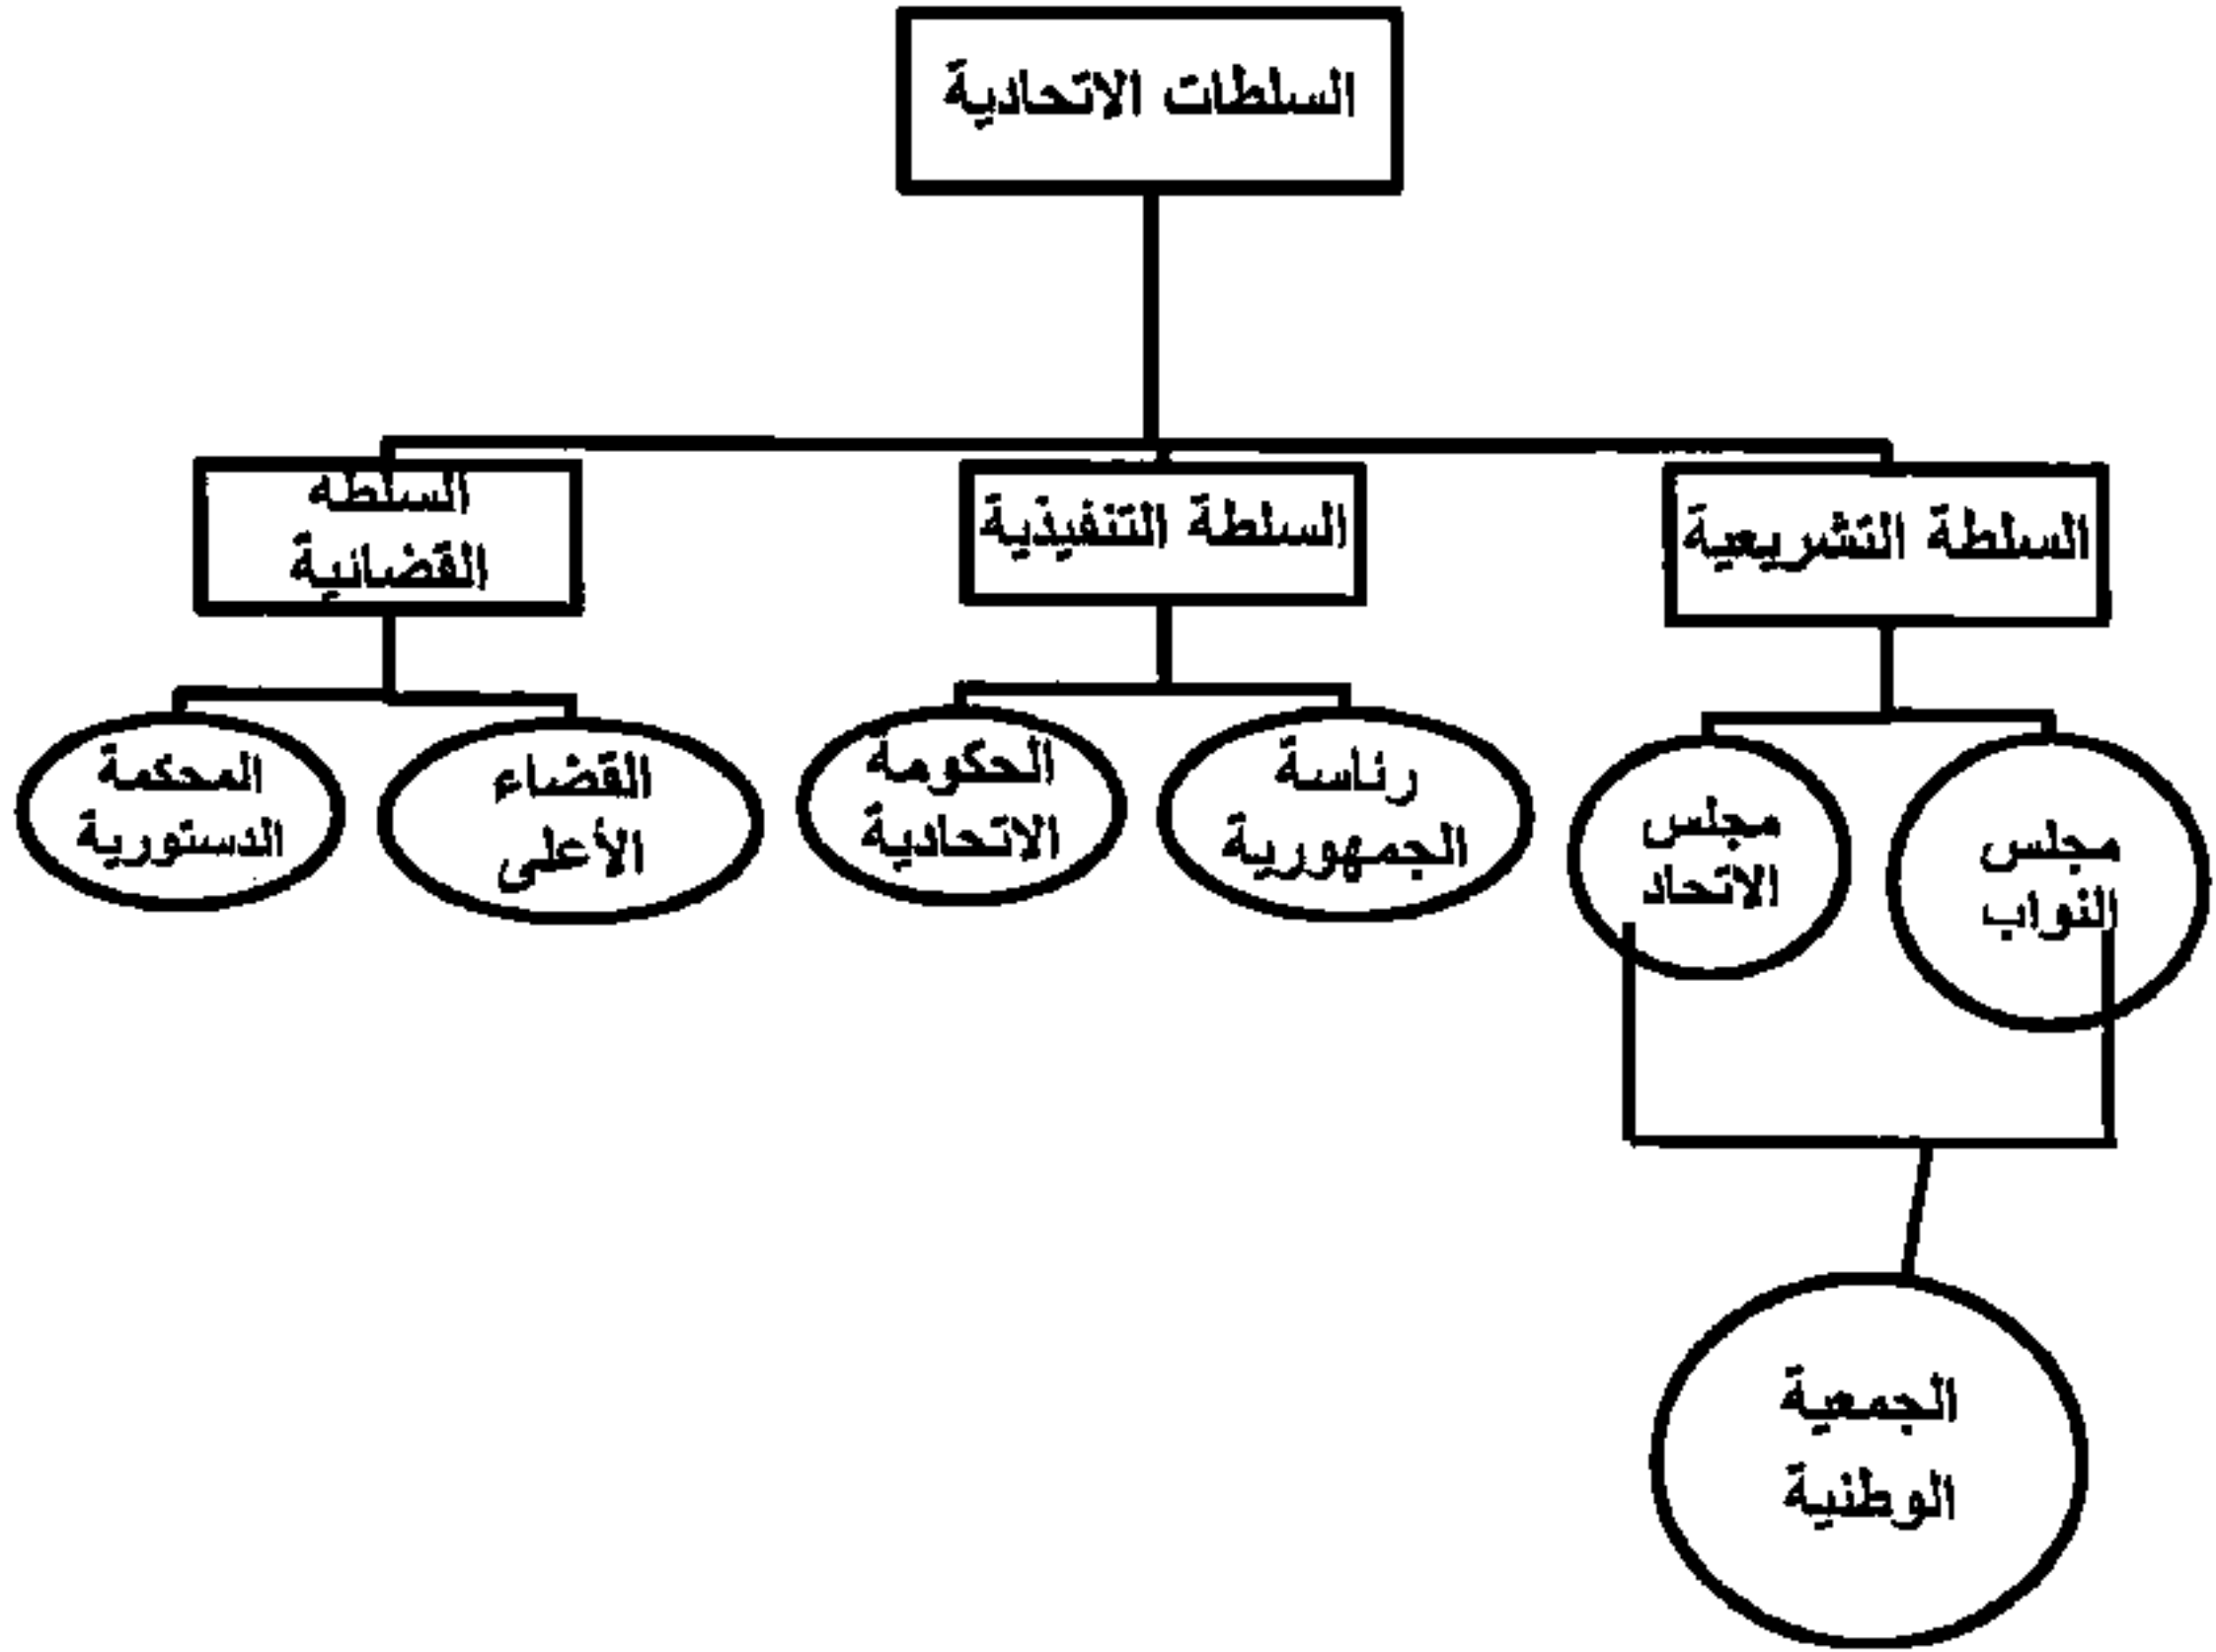 السلطات الاتحادية
السلطة التشريعية
السلطة التنفيذية
السلطة
القضائية
مجلس
النواب
مجلس
الاتحاد
رئاسة
الجمهورية
الحكومة
الاتحادية
القضاء
الأعلى
المحكمة
الدستورية
الجمعية
الوطنية